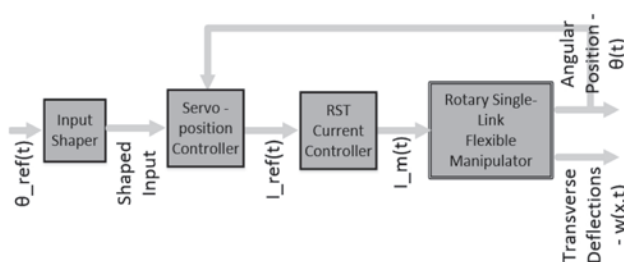 θ_ref(t)
Input
Shaper
Shaped
Input
Servo -
position
Controller
I_ref(t)
RST
Current
Controller
I_m(t)
Rotary Single-
Link
Flexible
Manipulator
Angular
Position -
θ(t)
Transverse
Deflections
- w(x,t)